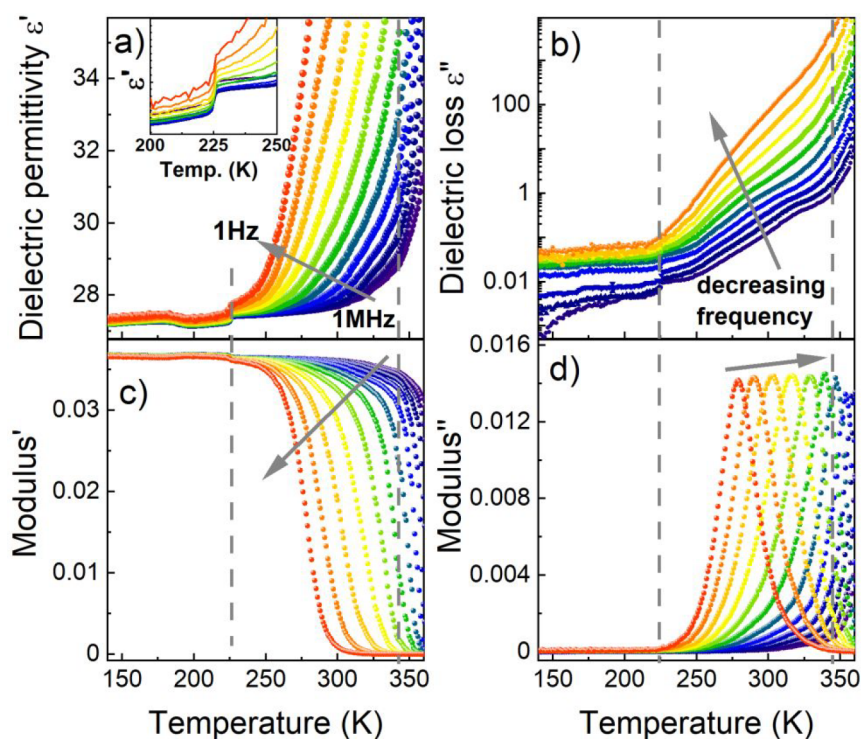 a)
ε'
200 225 250
Temp. (K)
Dielectric permittivity ε'
34
32
30
28
1Hz
1MHz
b)
Dielectric loss ε"
100
1
0.01
decreasing
frequency
c)
Modulus'
0.03
0.02
0.01
0
150 200 250 300 350
Temperature (K)
d)
Modulus"
0.016
0.012
0.008
0.004
0
150 200 250 300 350
Temperature (K)